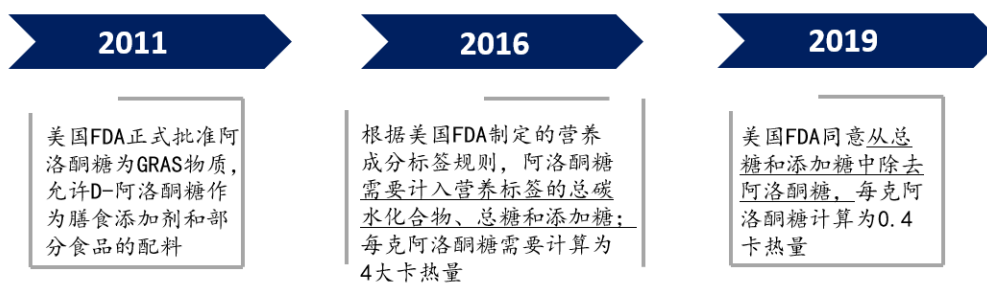 2011
美国FDA正式批准阿
洛酮糖为GRAS物质，
允许D-阿洛酮糖作
为膳食添加剂和部
分食品的配料
2016
根据美国FDA制定的营养
成分标签规则，阿洛酮糖
需要计入营养标签的总碳
水化合物、总糖和添加糖；
每克阿洛酮糖需要计算为
4大卡热量
2019
美国FDA同意从总
糖和添加糖中除去
阿洛酮糖，每克阿
洛酮糖计算为0.4
卡热量